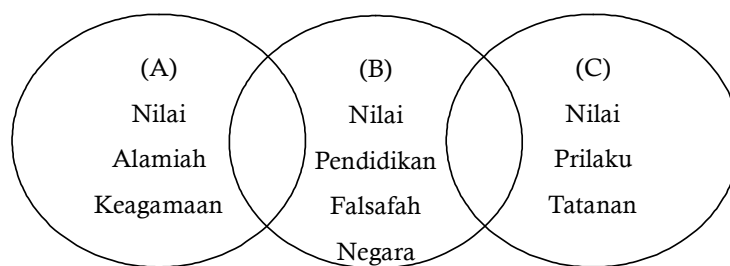 (A)
Nilai
Alamiah
Keagamaan
(B)
Nilai
Pendidikan
Falsafah
Negara
(C)
Nilai
Prilaku
Tatanan